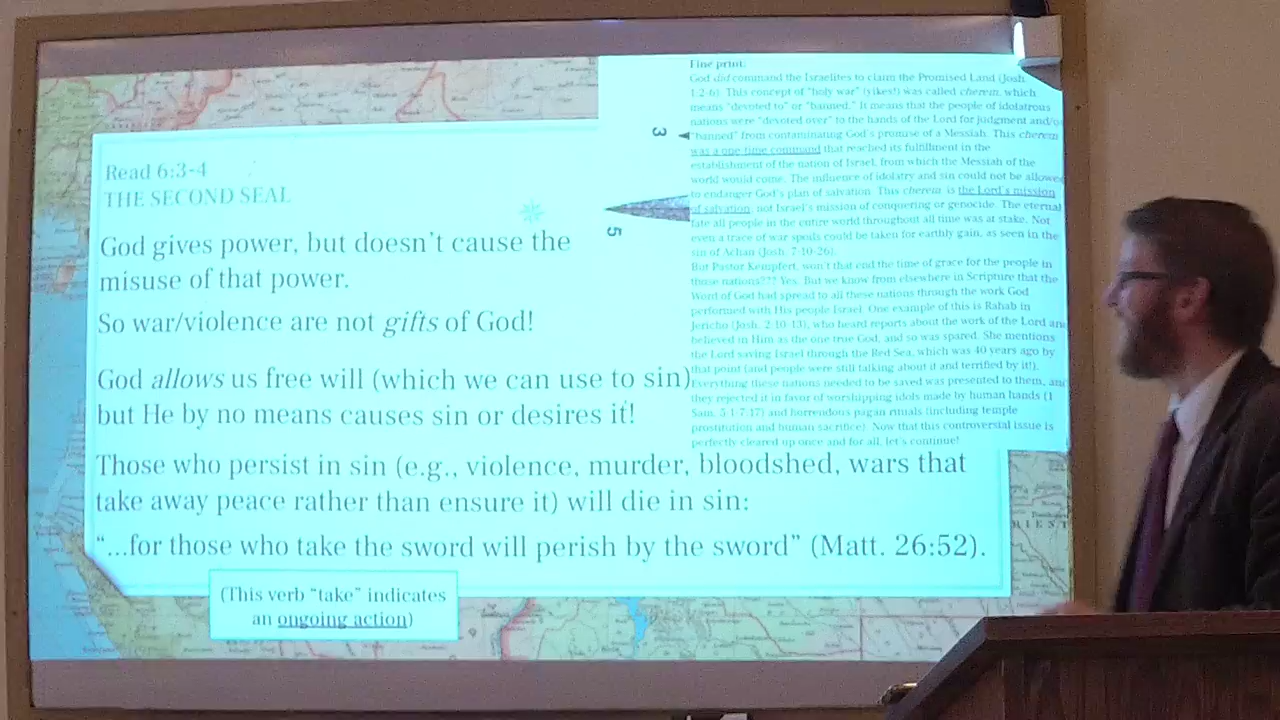 Read 6:3-4
THE SECOND SEAL
God gives power, but doesn't cause the
misuse of that power.
So war/violence are not gifts of God!
God allows us free will (which we can use to sin)
but He by no means causes sin or desires it!
Those who persist in sin (e.g., violence, murder, bloodshed, wars that
take away peace rather than ensure it) will die in sin:
“...for those who take the sword will perish by the sword” (Matt. 26:52).
(This verb “take” indicates
an ongoing action)
3
5
Fine print:
God did command the Israelites to claim the Promised Land (Josh.
1:2-6). This concept of "holy war" (yikes!) was called cherem, which
means "devoted to" or "banned." It means that the people of idolatrous
nations were "devoted over" to the hands of the Lord for judgment and/o
"banned" from contaminating God's promise of a Messiah. This cherem
was a one-time command that reached its fulfillment in the
establishment of the nation of Israel, from which the Messiah of the
world would come. The influence of idolatry and sin could not be allowed
to endanger God's plan of salvation. This cherem is the Lord's mission
of salvation, not Israel's mission of conquering or genocide. The eternal
fate all people in the entire world throughout all time was at stake. Not
even a trace of war spoils could be taken for earthly gain, as seen in the
sin of Achan (Josh. 7:10-26).
But Pastor Kempfert, won't that end the time of grace for the people in
those nations??? Yes. But we know from elsewhere in Scripture that the
Word of God had spread to all these nations through the work God
performed with His people Israel. One example of this is Rahab in
Jericho (Josh. 2:10-13), who heard reports about the work of the Lord and
believed in Him as the one true God, and so was spared. She mentions
the Lord saving Israel through the Red Sea, which was 40 years ago by
that point (and people were still talking about it and terrified by it!).
Everything these nations needed to be saved was presented to them, and
they rejected it in favor of worshipping idols made by human hands (1
Sam. 5:1-7:17) and horrendous pagan rituals (including temple
prostitution and human sacrifice). Now that this controversial issue is
perfectly cleared up once and for all, let's continue!